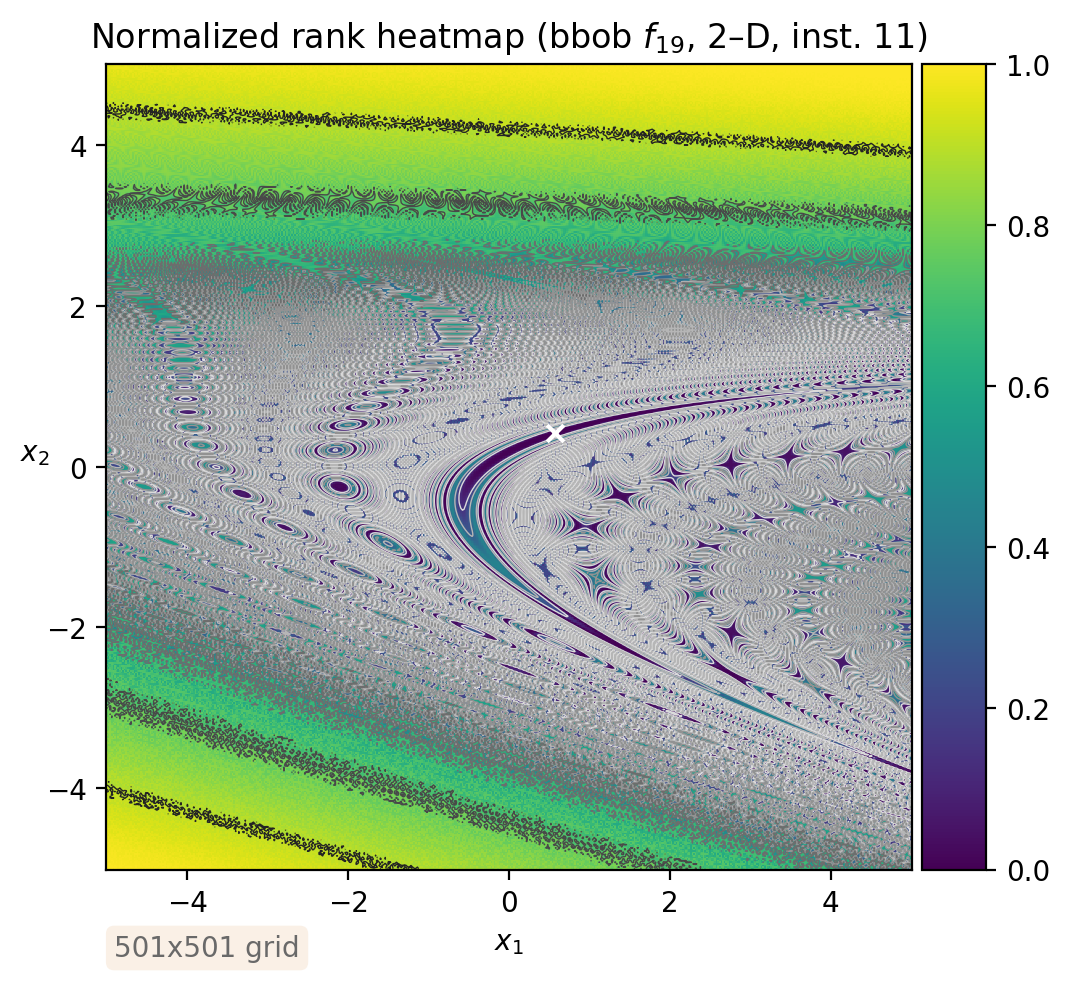 Normalized rank heatmap (bbob f₁₉, 2–D, inst. 11)
1.0
0.8
0.6
0.4
0.2
0.0
4
2
0
−2
−4
x₂
−4 −2 0 2 4
x₁
501x501 grid